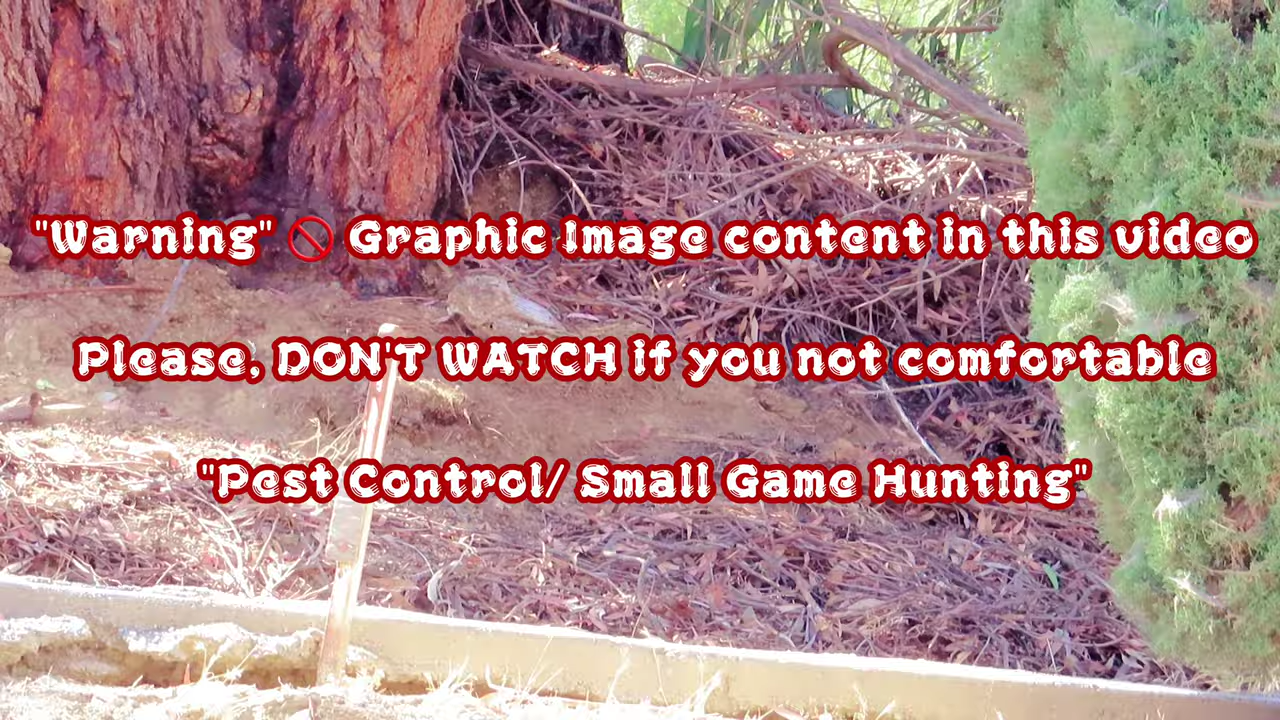 "Warning" 🚫 Graphic Image content in this video
Please, DON'T WATCH if you not comfortable
"Pest Control/ Small Game Hunting"